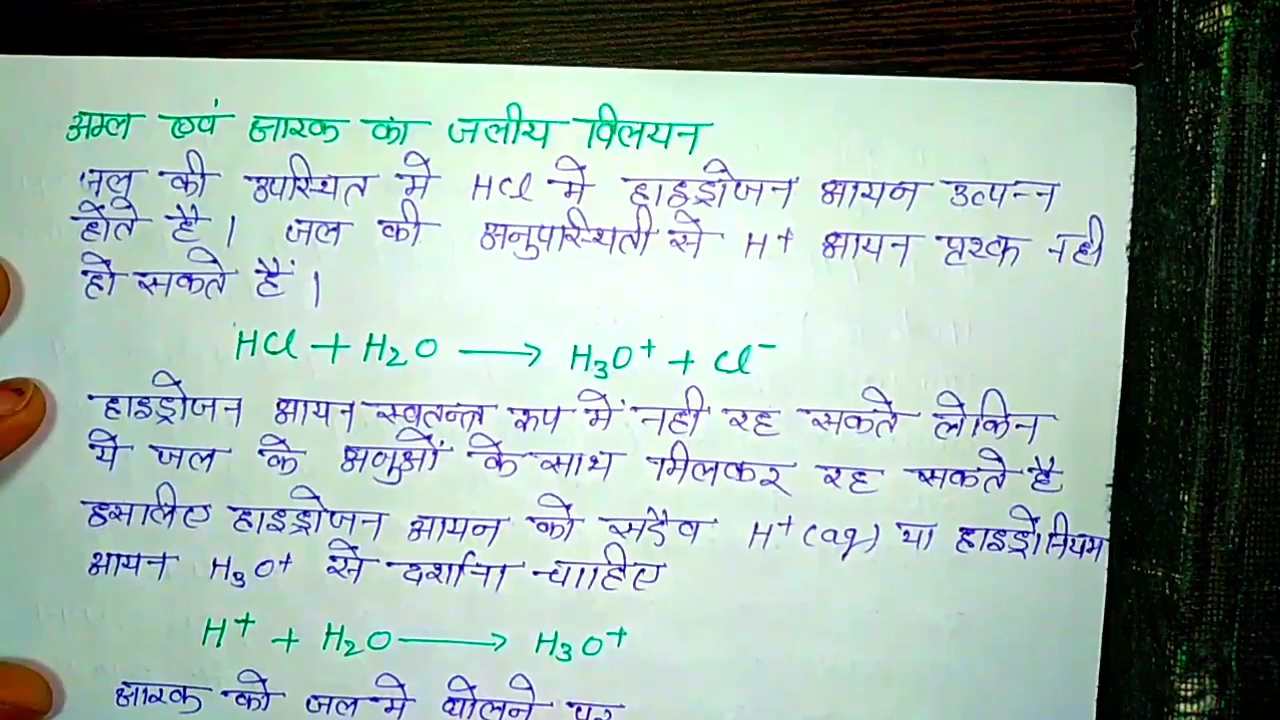 अम्ल एवं क्षारक का जलीय विलयन
जल की उपस्थित में HCl में हाइड्रोजन आयन उत्पन्न
होते है। जल की अनुपस्थिती से H+ आयन पृथक नही
हो सकते हैं।
HCl + H2O ⟶ H3O+ + Cl−
हाइड्रोजन आयन स्वतन्त्र रूप में नही रह सकते लेकिन
ये जल के अणुओं के साथ मिलकर रह सकते है
इसलिए हाइड्रोजन आयन को सदैव H+(aq) या हाइड्रोनियम
आयन H3O+ से दर्शाना चाहिए
H+ + H2O ⟶ H3O+
क्षारक को जल मे घोलने पर